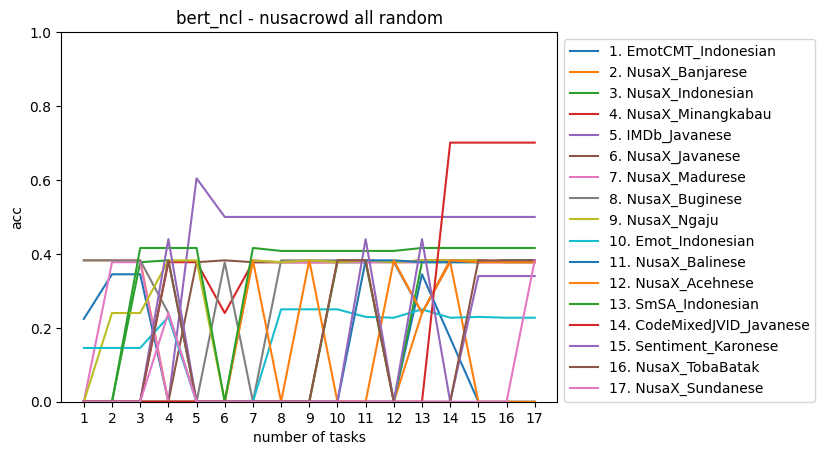 bert_ncl - nusacrowd all random
acc
1.0
0.8
0.6
0.4
0.2
0.0
1 2 3 4 5 6 7 8 9 10 11 12 13 14 15 16 17
number of tasks
1. EmotCMT_Indonesian
2. NusaX_Banjarese
3. NusaX_Indonesian
4. NusaX_Minangkabau
5. IMDb_Javanese
6. NusaX_Javanese
7. NusaX_Madurese
8. NusaX_Buginese
9. NusaX_Ngaju
10. Emot_Indonesian
11. NusaX_Balinese
12. NusaX_Acehnese
13. SmSA_Indonesian
14. CodeMixedJVID_Javanese
15. Sentiment_Karonese
16. NusaX_TobaBatak
17. NusaX_Sundanese